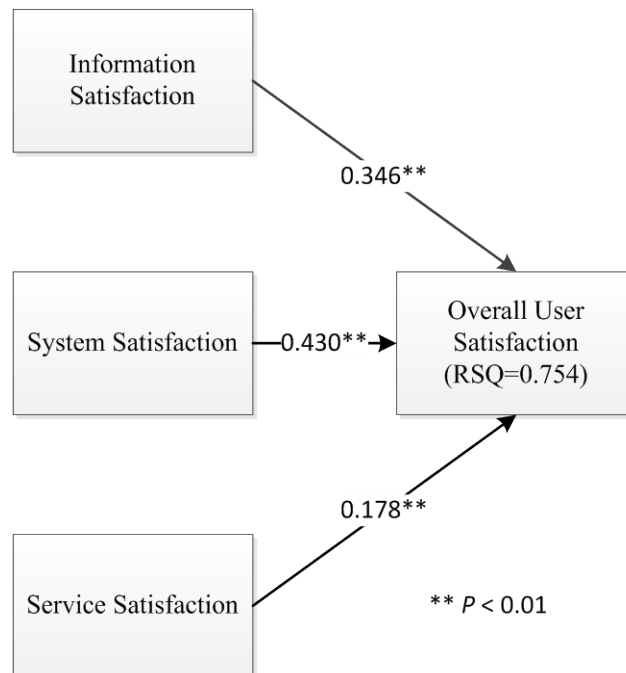 Information
Satisfaction
0.346**
System Satisfaction
0.430**
Overall User
Satisfaction
(RSQ=0.754)
0.178**
Service Satisfaction
** P < 0.01